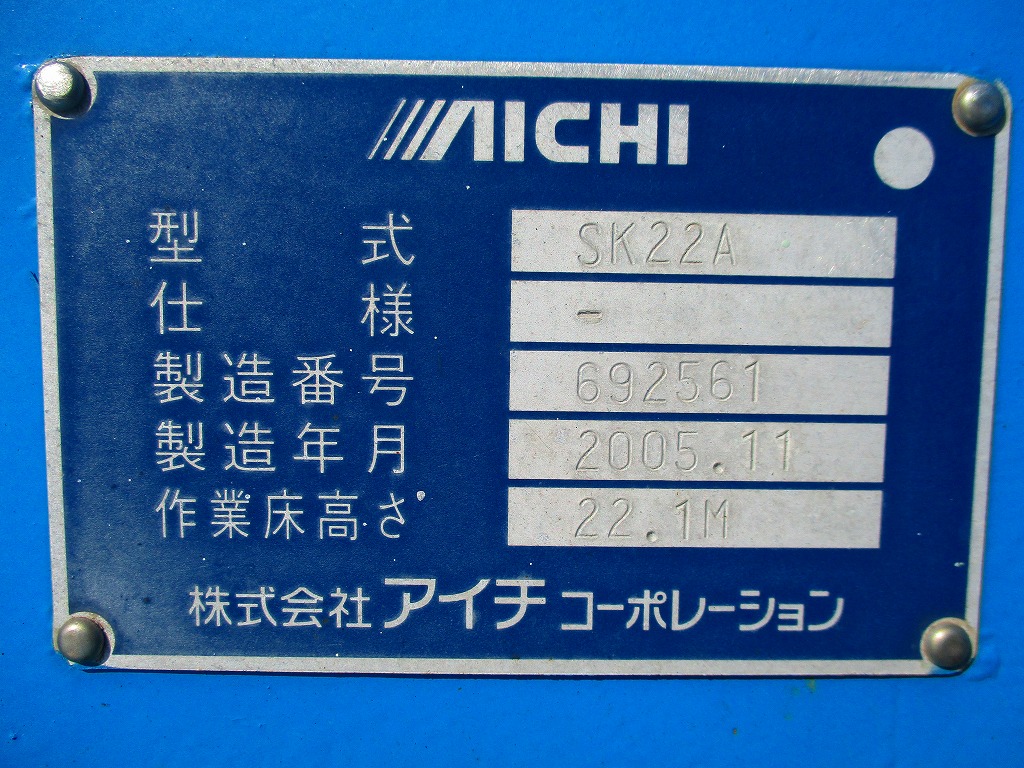 AICHI
型式 SK22A
仕様 -
製造番号 692561
製造年月 2005.11
作業床高さ 22.1M
株式会社アイチコーポレーション